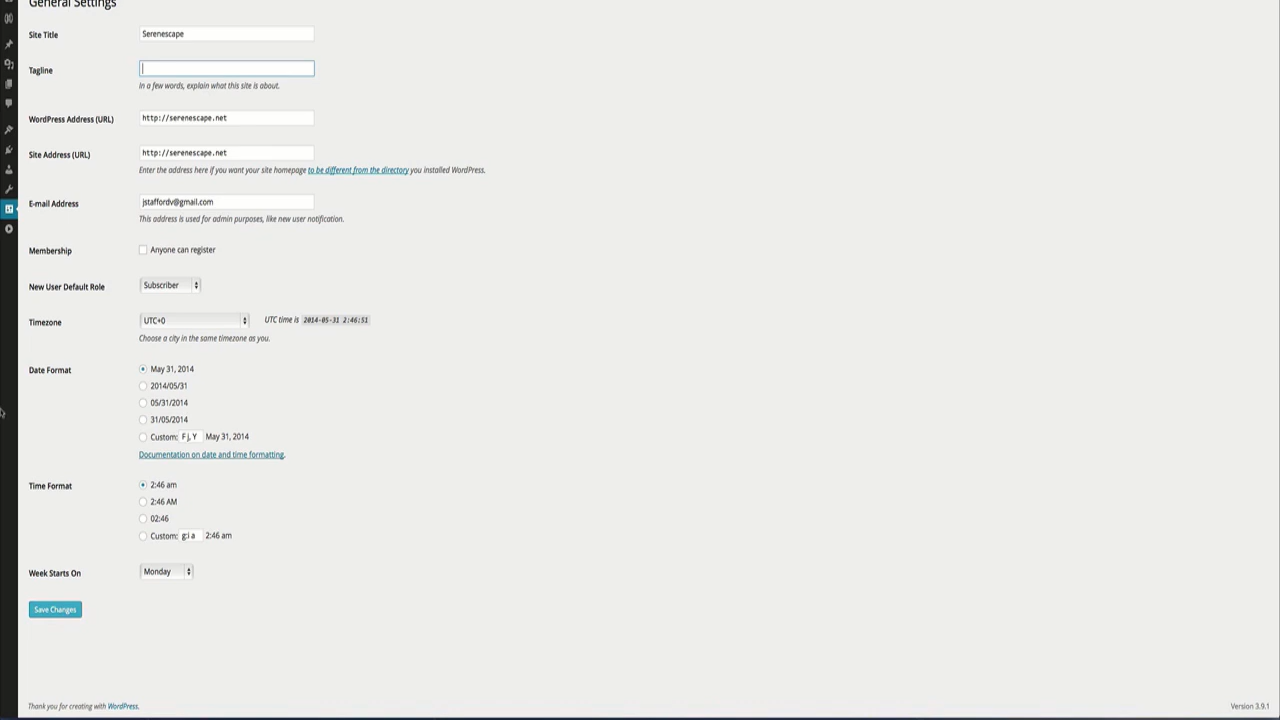 General Settings
Site Title Serenescape
Tagline
In a few words, explain what this site is about.
WordPress Address (URL) http://serenescape.net
Site Address (URL) http://serenescape.net
Enter the address here if you want your site homepage to be different from the directory you installed WordPress.
E-mail Address jstaffordv@gmail.com
This address is used for admin purposes, like new user notification.
Membership Anyone can register
New User Default Role Subscriber
Timezone UTC+0 UTC time is 2014-05-31 2:46:51
Choose a city in the same timezone as you.
Date Format May 31, 2014
2014/05/31
05/31/2014
31/05/2014
Custom: F j, Y May 31, 2014
Documentation on date and time formatting.
Time Format 2:46 am
2:46 AM
02:46
Custom: g:i a 2:46 am
Week Starts On Monday
Save Changes
Thank you for creating with WordPress. Version 3.9.1